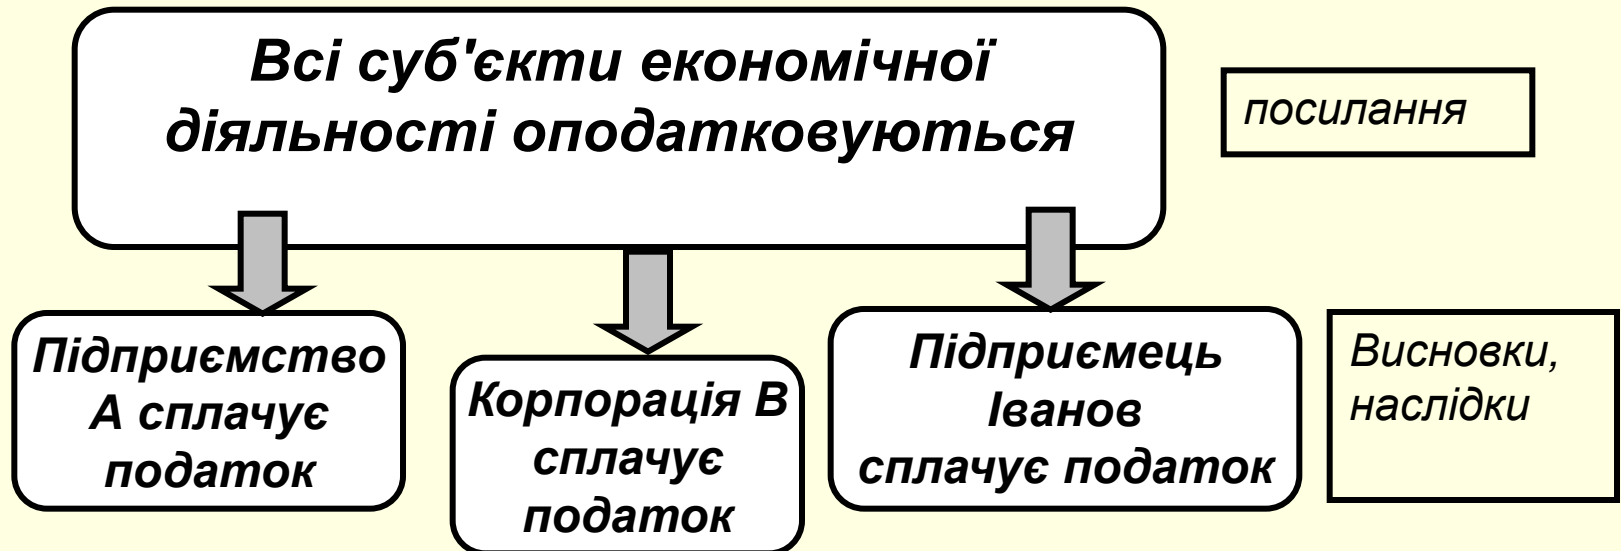 Всі суб'єкти економічної
діяльності оподатковуються
посилання
Підприємство
А сплачує
податок
Корпорація В
сплачує
податок
Підприємець
Іванов
сплачує податок
Висновки,
наслідки